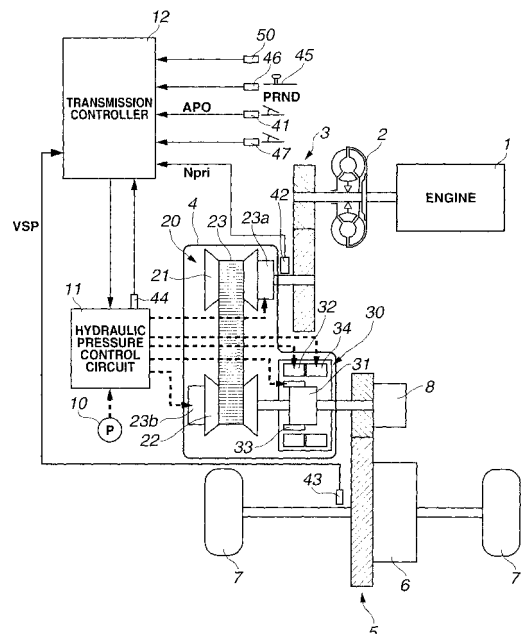 12
50
46
45
TRANSMISSION
CONTROLLER
PRND
APO
41
47
3
2
1
ENGINE
Npri
VSP
4
20
23
23a
42
21
44
11
HYDRAULIC
PRESSURE
CONTROL
CIRCUIT
32
34
30
31
8
10
P
23b
22
33
43
7
6
7
5